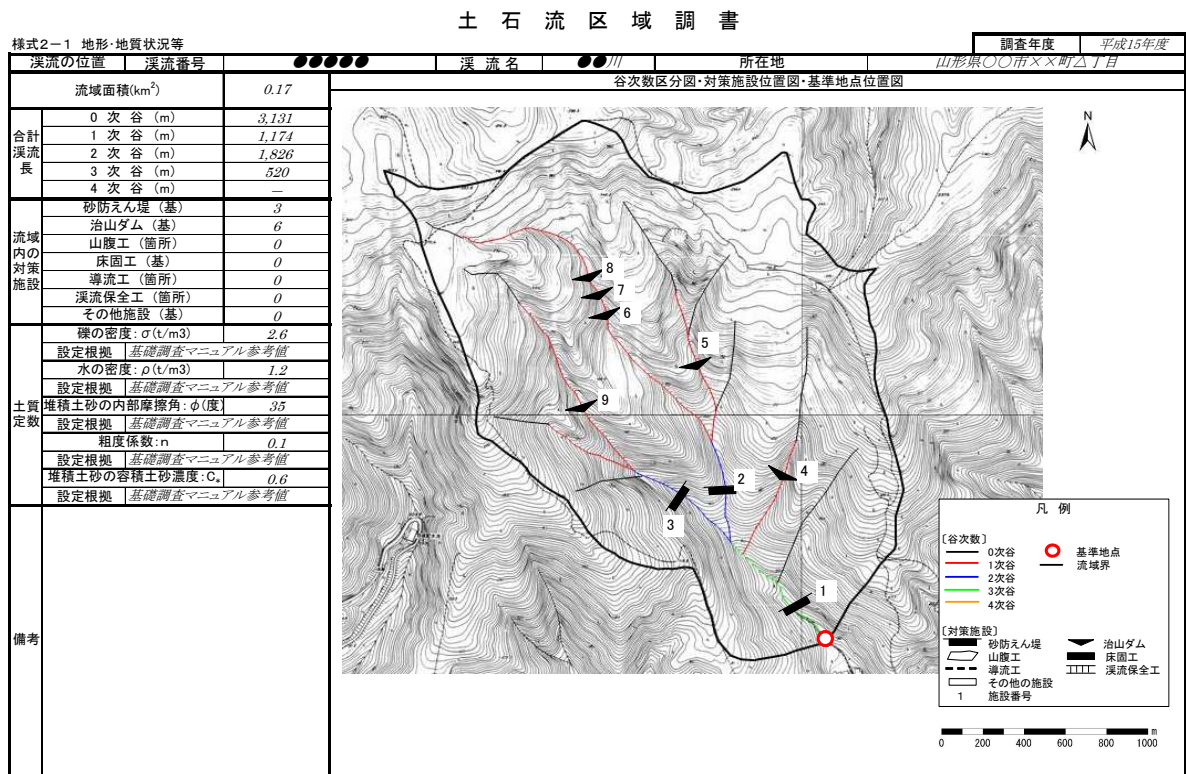 土石流区域調書
様式2-1 地形・地質状況等
調査年度 平成15年度
渓流の位置 渓流番号 ●●●●● 渓流名 ●●川 所在地 山形県〇〇市××町△丁目
流域面積(km²) 0.17
谷次数区分図・対策施設位置図・基準地点位置図
合計渓流長
0次谷(m) 3,131
1次谷(m) 1,174
2次谷(m) 1,826
3次谷(m) 520
4次谷(m) —
流域内の対策施設
砂防えん堤(基) 3
治山ダム(基) 6
山腹工(箇所) 0
床固工(基) 0
導流工(箇所) 0
渓流保全工(箇所) 0
その他施設(基) 0
土質定数
礫の密度:σ(t/m3) 2.6
設定根拠 基礎調査マニュアル参考値
水の密度:ρ(t/m3) 1.2
設定根拠 基礎調査マニュアル参考値
堆積土砂の内部摩擦角:φ(度) 35
設定根拠 基礎調査マニュアル参考値
粗度係数:n 0.1
設定根拠 基礎調査マニュアル参考値
堆積土砂の容積土砂濃度:C* 0.6
設定根拠 基礎調査マニュアル参考値
備考
N
8
7
6
5
9
4
2
3
1
凡例
〔谷次数〕
0次谷 基準地点
1次谷 流域界
2次谷
3次谷
4次谷
〔対策施設〕
砂防えん堤 治山ダム
山腹工 床固工
導流工 渓流保全工
その他の施設
1 施設番号
m
0 200 400 600 800 1000